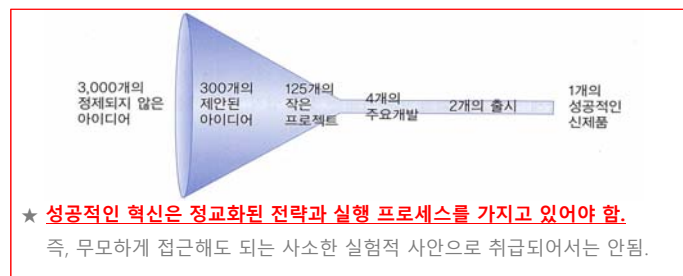 3,000개의
정제되지 않은
아이디어
300개의
제안된
아이디어
125개의
작은
프로젝트
4개의
주요개발
2개의 출시
1개의
성공적인
신제품
★ 성공적인 혁신은 정교화된 전략과 실행 프로세스를 가지고 있어야 함.
즉, 무모하게 접근해도 되는 사소한 실험적 사안으로 취급되어서는 안됨.